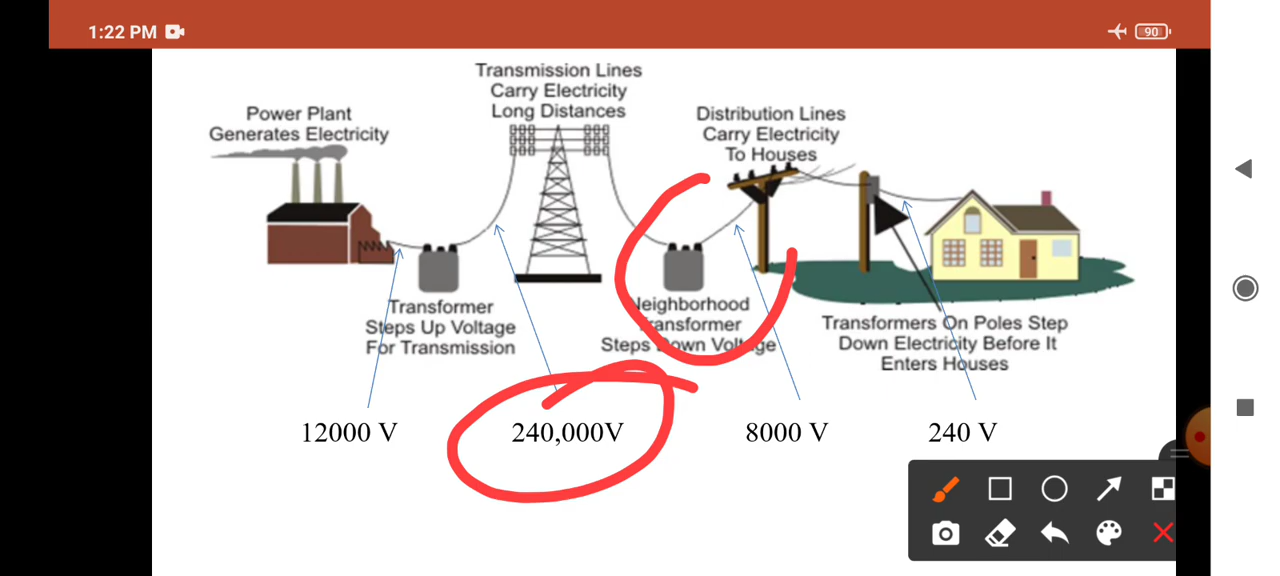 1:22 PM
90
Transmission Lines
Carry Electricity
Long Distances
Power Plant
Generates Electricity
Distribution Lines
Carry Electricity
To Houses
Transformer
Steps Up Voltage
For Transmission
Neighborhood
Transformer
Steps Down Voltage
Transformers On Poles Step
Down Electricity Before It
Enters Houses
12000 V
240,000V
8000 V
240 V